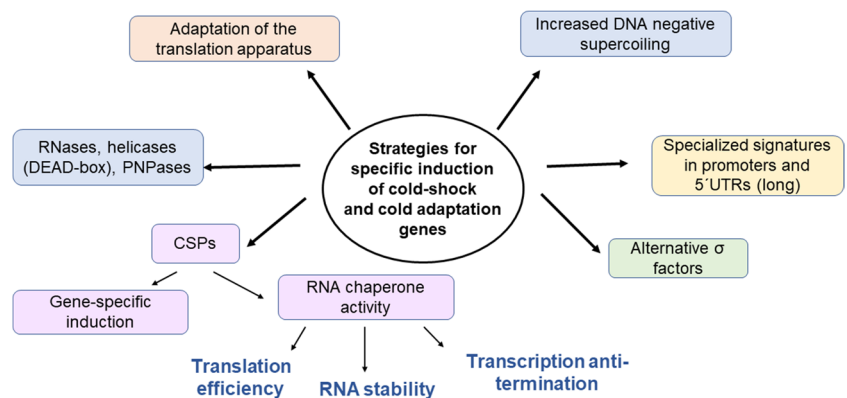 Adaptation of the
translation apparatus
Increased DNA negative
supercoiling
RNases, helicases
(DEAD-box), PNPases
Strategies for
specific induction
of cold-shock
and cold adaptation
genes
Specialized signatures
in promoters and
5´UTRs (long)
CSPs
Alternative σ
factors
Gene-specific
induction
RNA chaperone
activity
Translation
efficiency
RNA stability
Transcription anti-
termination